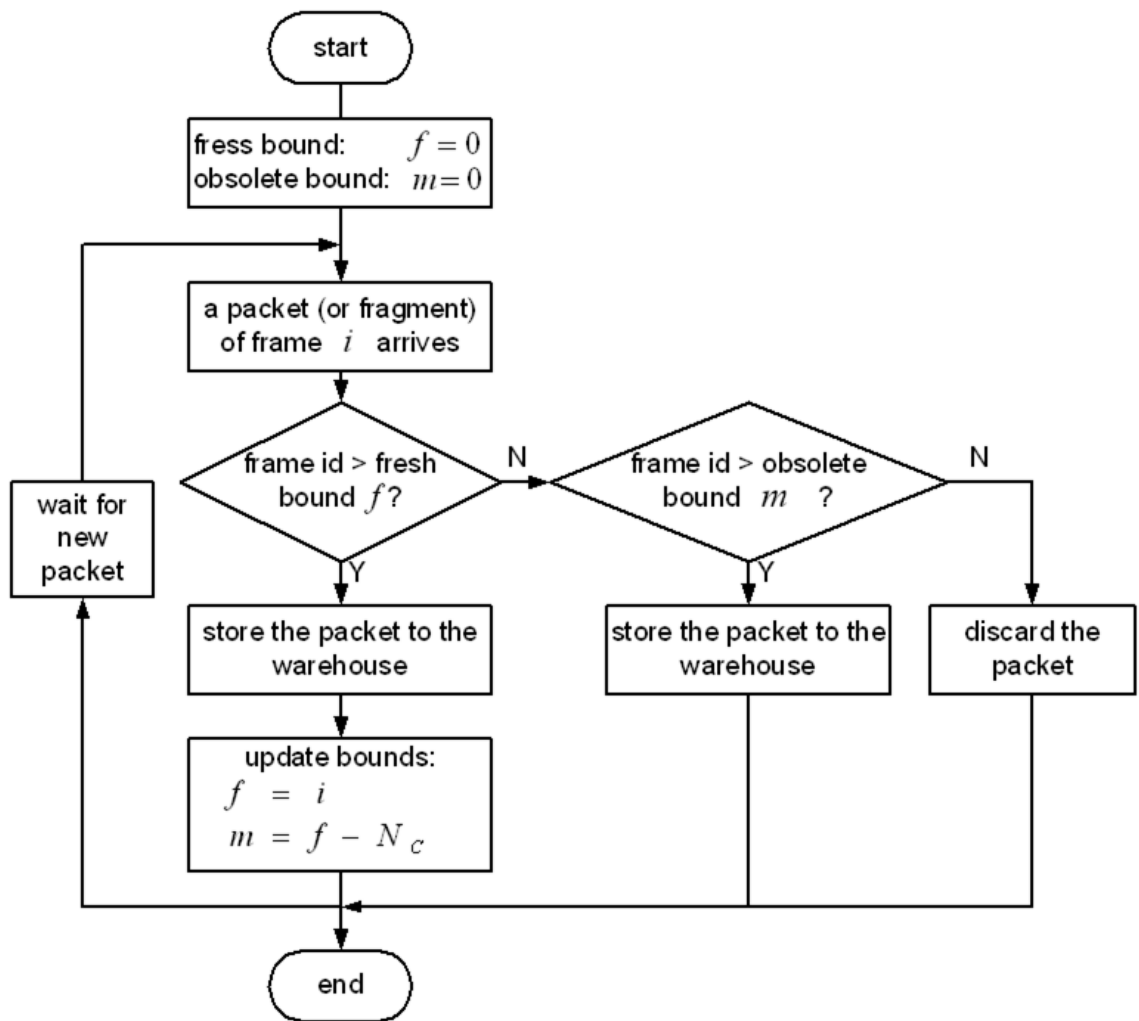 start
fress bound: f = 0
obsolete bound: m = 0
a packet (or fragment)
of frame i arrives
frame id > fresh
bound f ?
N
frame id > obsolete
bound m ?
N
wait for
new
packet
Y
Y
store the packet to the
warehouse
store the packet to the
warehouse
discard the
packet
update bounds:
f = i
m = f - N C
end